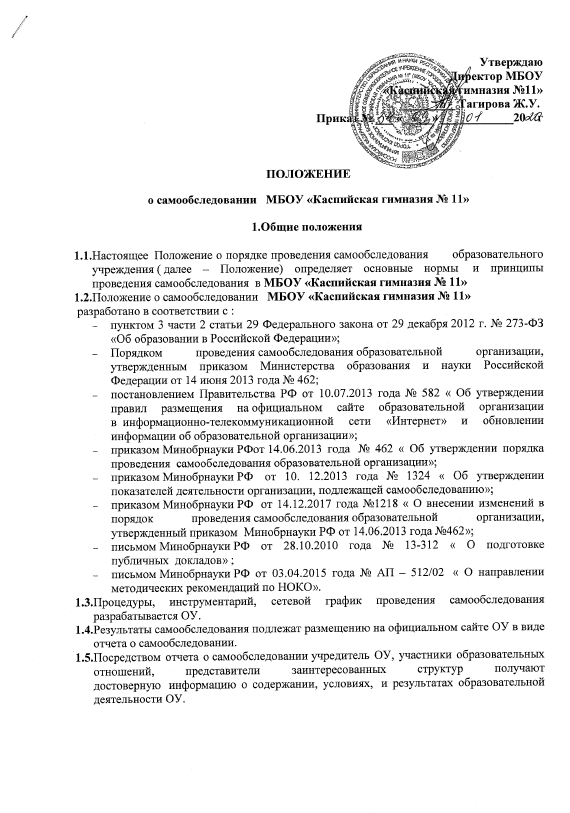 Утверждаю
Директор МБОУ
«Каспийская гимназия №11»
Тагирова Ж.У.
Приказ № 01 20
ПОЛОЖЕНИЕ
о самообследовании МБОУ «Каспийская гимназия № 11»
1.Общие положения
1.1.Настоящее Положение о порядке проведения самообследования образовательного
учреждения ( далее – Положение) определяет основные нормы и принципы
проведения самообследования в МБОУ «Каспийская гимназия № 11»
1.2.Положение о самообследовании МБОУ «Каспийская гимназия № 11»
разработано в соответствии с :
– пунктом 3 части 2 статьи 29 Федерального закона от 29 декабря 2012 г. № 273-ФЗ
«Об образовании в Российской Федерации»;
– Порядком проведения самообследования образовательной организации,
утвержденным приказом Министерства образования и науки Российской
Федерации от 14 июня 2013 года № 462;
– постановлением Правительства РФ от 10.07.2013 года № 582 « Об утверждении
правил размещения на официальном сайте образовательной организации
в информационно-телекоммуникационной сети «Интернет» и обновлении
информации об образовательной организации»;
– приказом Минобрнауки РФот 14.06.2013 года № 462 « Об утверждении порядка
проведения самообследования образовательной организации»;
– приказом Минобрнауки РФ от 10. 12.2013 года № 1324 « Об утверждении
показателей деятельности организации, подлежащей самообследованию»;
– приказом Минобрнауки РФ от 14.12.2017 года №1218 « О внесении изменений в
порядок проведения самообследования образовательной организации,
утвержденный приказом Минобрнауки РФ от 14.06.2013 года №462»;
– письмом Минобрнауки РФ от 28.10.2010 года № 13-312 « О подготовке
публичных докладов» ;
– письмом Минобрнауки РФ от 03.04.2015 года № АП – 512/02 « О направлении
методических рекомендаций по НОКО».
1.3.Процедуры, инструментарий, сетевой график проведения самообследования
разрабатывается ОУ.
1.4.Результаты самообследования подлежат размещению на официальном сайте ОУ в виде
отчета о самообследовании.
1.5.Посредством отчета о самообследовании учредитель ОУ, участники образовательных
отношений, представители заинтересованных структур получают
достоверную информацию о содержании, условиях, и результатах образовательной
деятельности ОУ.